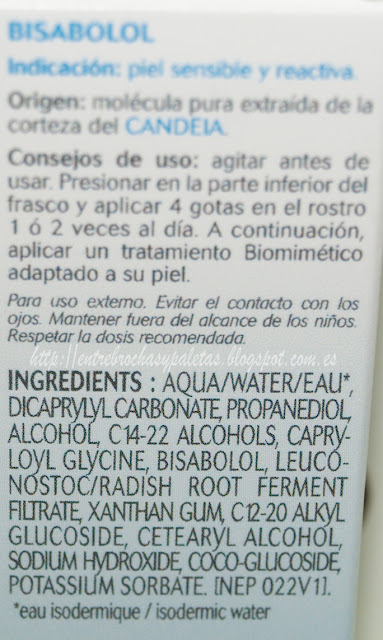 BISABOLOL
Indicación: piel sensible y reactiva.
Origen: molécula pura extraída de la
corteza del CANDEIA.
Consejos de uso: agitar antes de
usar. Presionar en la parte inferior del
frasco y aplicar 4 gotas en el rostro
1 ó 2 veces al día. A continuación,
aplicar un tratamiento Biomimético
adaptado a su piel.
Para uso externo. Evitar el contacto con los
ojos. Mantener fuera del alcance de los niños.
Respetar la dosis recomendada.
http://entrebrochasypaletas.blogspot.com.es
INGREDIENTS : AQUA/WATER/EAU*,
DICAPRYLYL CARBONATE, PROPANEDIOL,
ALCOHOL, C14-22 ALCOHOLS, CAPRY-
LOYL GLYCINE, BISABOLOL, LEUCO-
NOSTOC/RADISH ROOT FERMENT
FILTRATE, XANTHAN GUM, C12-20 ALKYL
GLUCOSIDE, CETEARYL ALCOHOL,
SODIUM HYDROXIDE, COCO-GLUCOSIDE,
POTASSIUM SORBATE. [NEP 022V1].
*eau isodermique / isodermic water